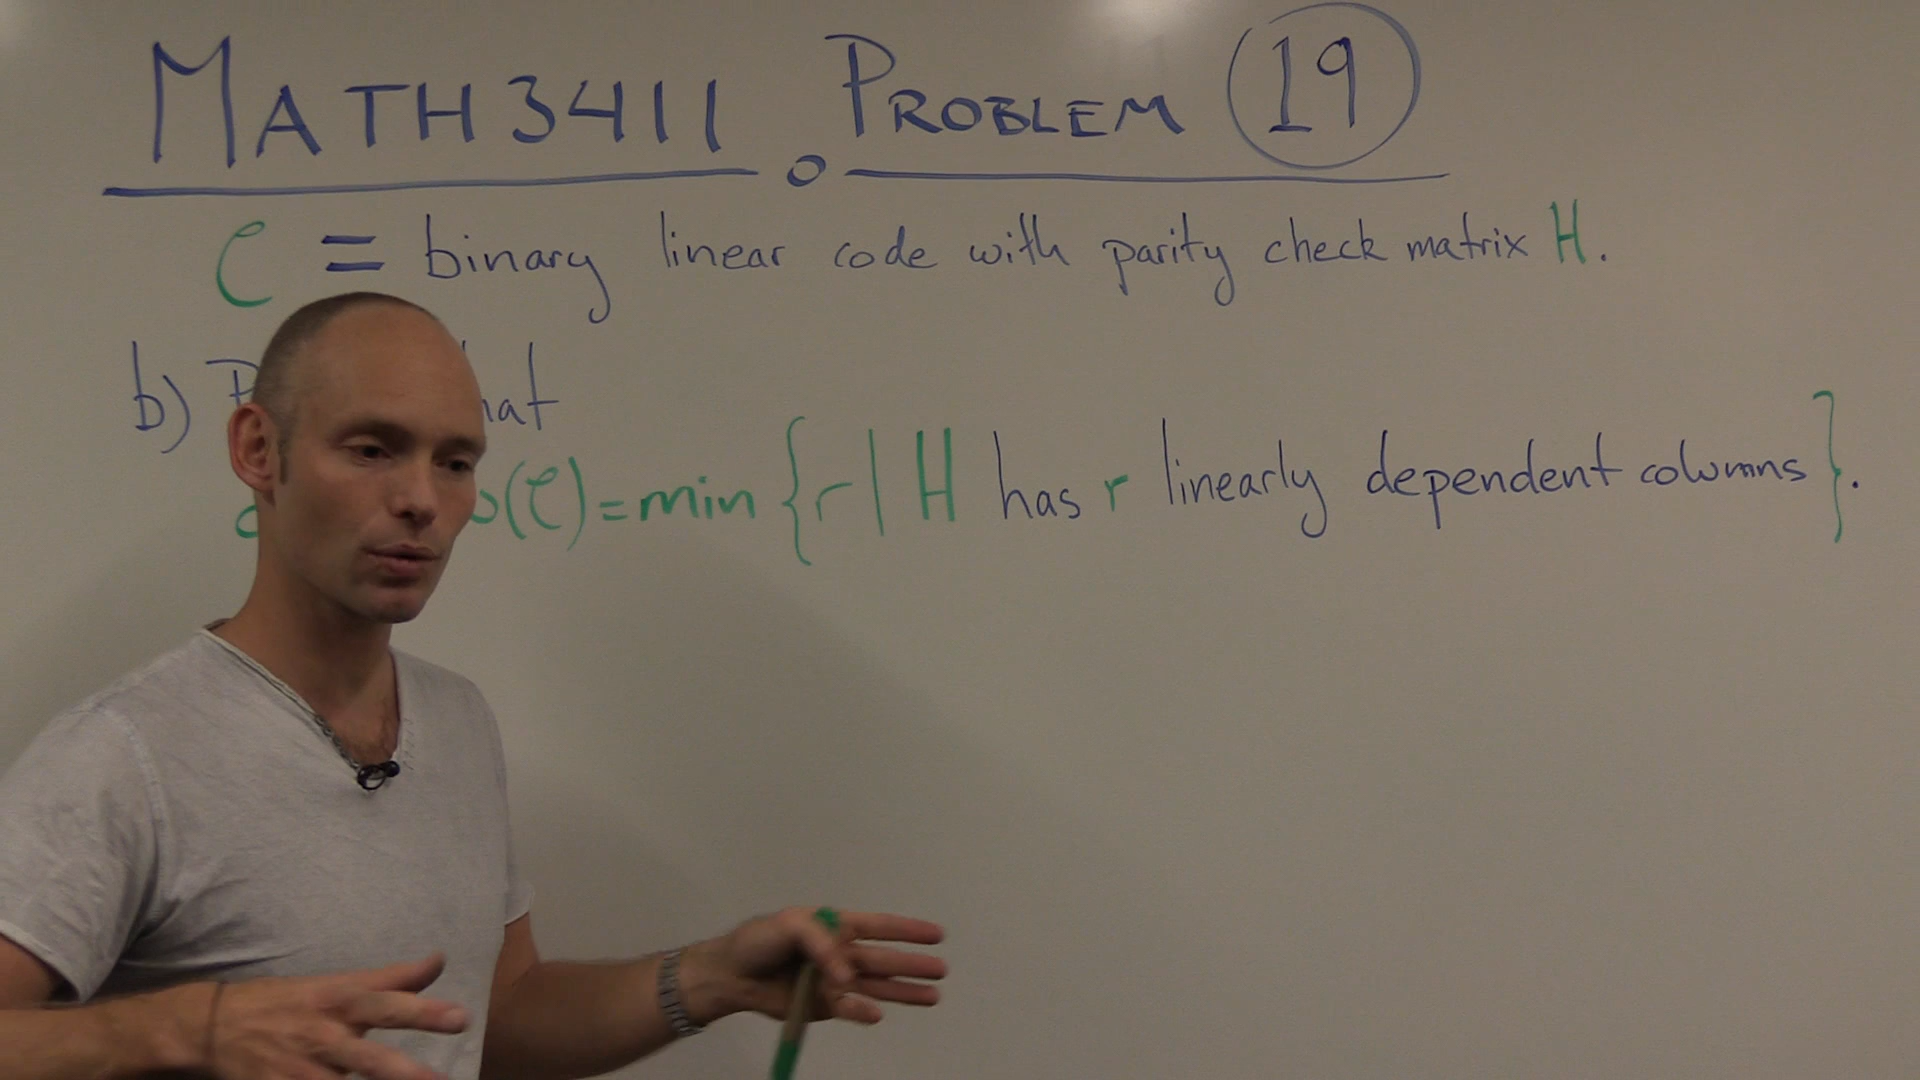 MATH3411 PROBLEM 19
C = binary linear code with parity check matrix H.
b)
(C) = min {r | H has r linearly dependent columns}.